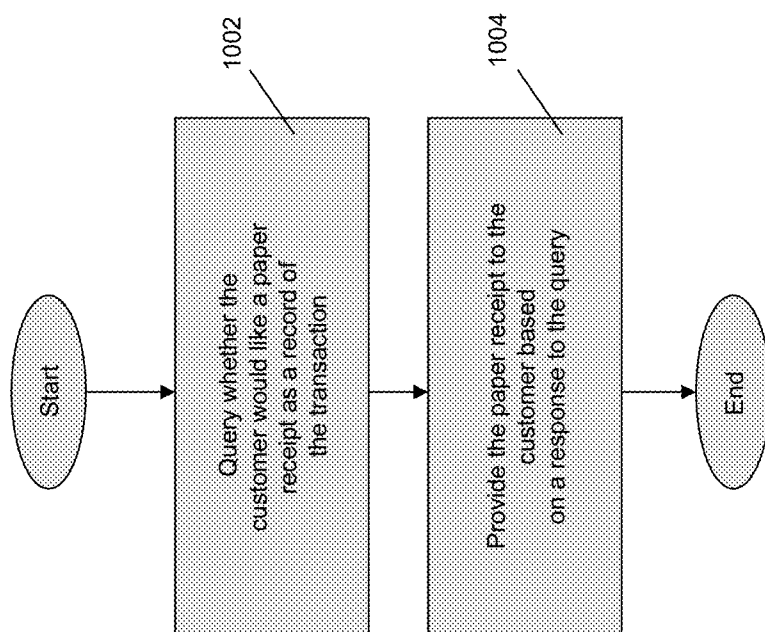 Start
Query whether the
customer would like a paper
receipt as a record of
the transaction
1002
Provide the paper receipt to the
customer based
on a response to the query
1004
End